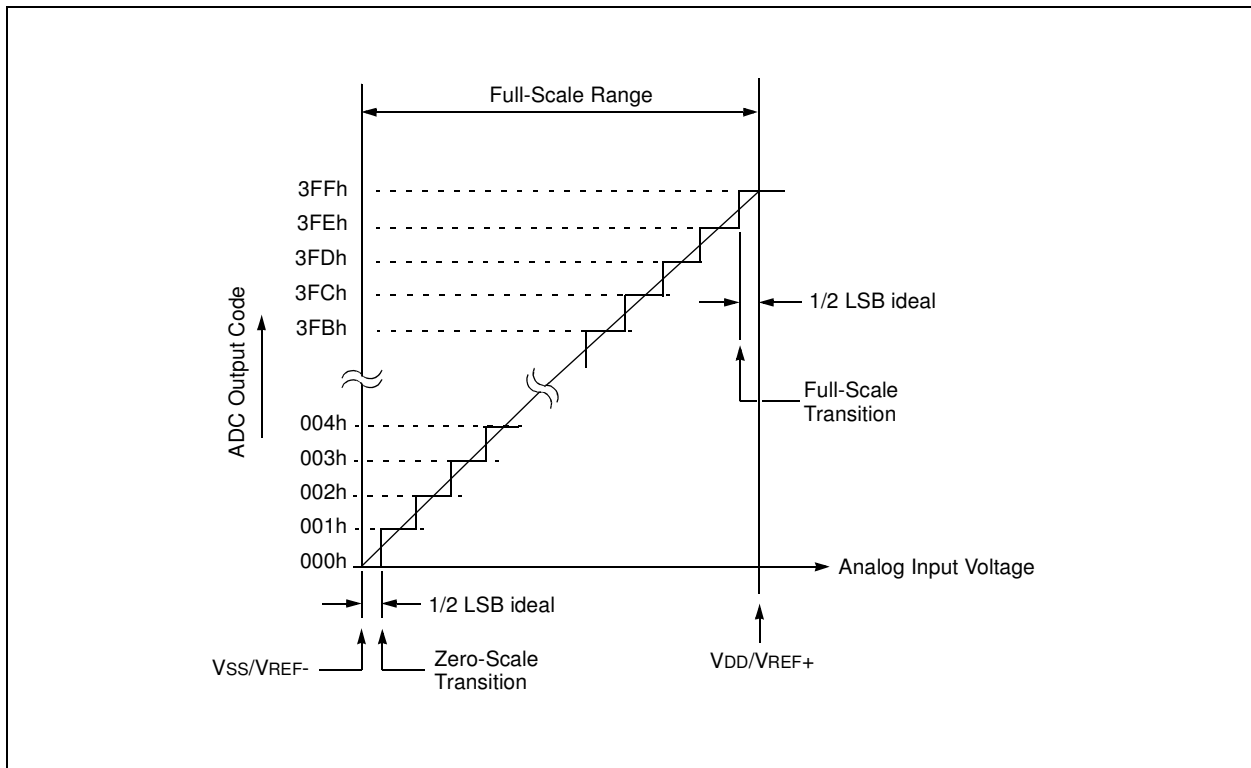 Full-Scale Range
3FFh
3FEh
3FDh
3FCh
3FBh
1/2 LSB ideal
ADC Output Code
Full-Scale
Transition
004h
003h
002h
001h
000h
Analog Input Voltage
1/2 LSB ideal
VSS/VREF-
Zero-Scale
Transition
VDD/VREF+